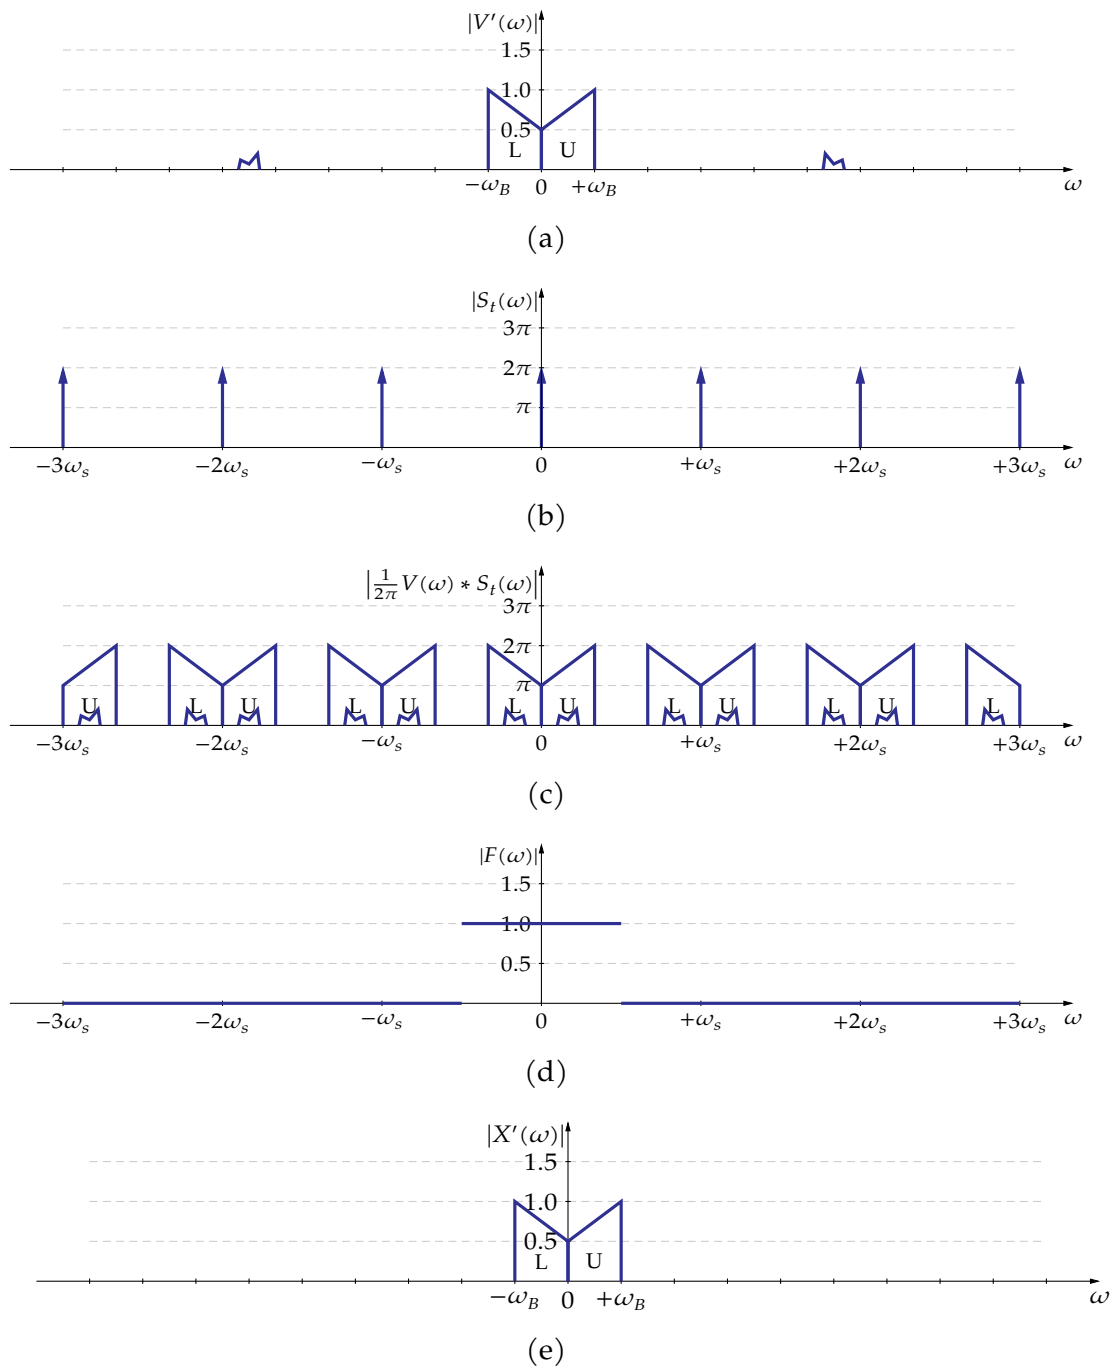 |V′(ω)|
1.5
1.0
0.5
L U
−ω_B 0 +ω_B ω
(a)
|S_t(ω)|
3π
2π
π
−3ω_s −2ω_s −ω_s 0 +ω_s +2ω_s +3ω_s ω
(b)
|1/2π V(ω) ∗ S_t(ω)|
3π
2π
π
U L U L U L U L U L U L
−3ω_s −2ω_s −ω_s 0 +ω_s +2ω_s +3ω_s ω
(c)
|F(ω)|
1.5
1.0
0.5
−3ω_s −2ω_s −ω_s 0 +ω_s +2ω_s +3ω_s ω
(d)
|X′(ω)|
1.5
1.0
0.5
L U
−ω_B 0 +ω_B ω
(e)